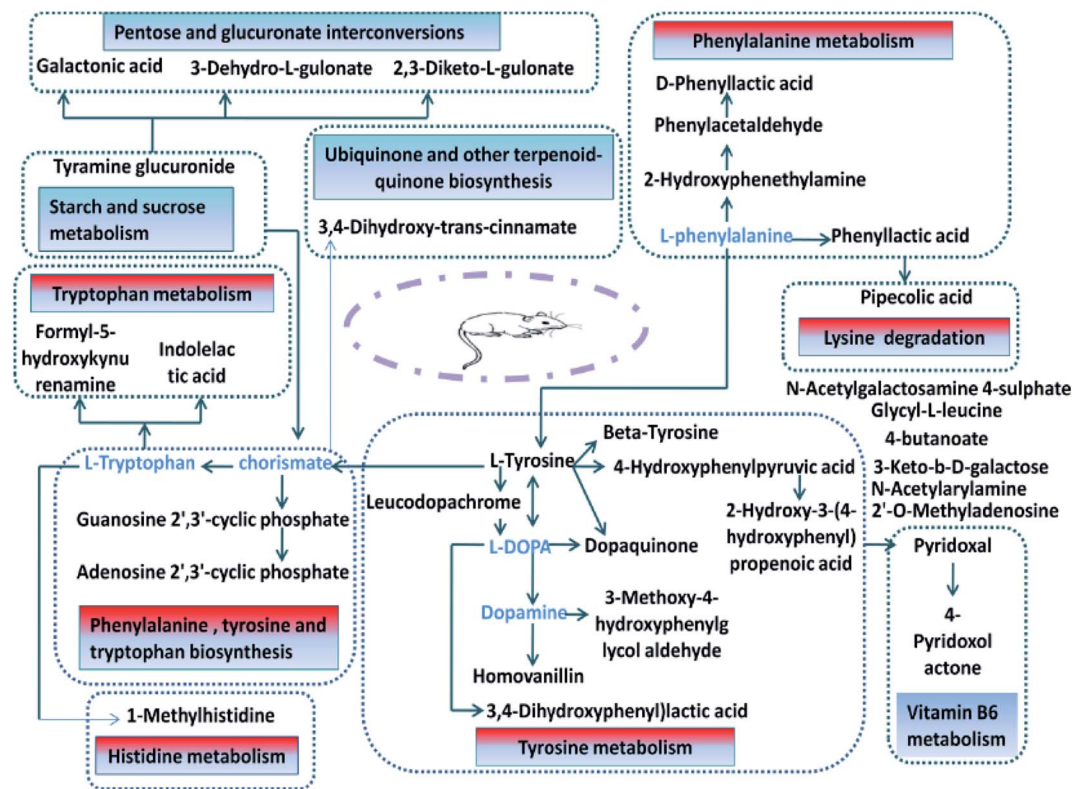 Pentose and glucuronate interconversions
Galactonic acid
3-Dehydro-L-gulonate
2,3-Diketo-L-gulonate
Tyramine glucuronide
Starch and sucrose
metabolism
Ubiquinone and other terpenoid-
quinone biosynthesis
3,4-Dihydroxy-trans-cinnamate
Phenylalanine metabolism
D-Phenyllactic acid
Phenylacetaldehyde
2-Hydroxyphenethylamine
L-phenylalanine
Phenyllactic acid
Tryptophan metabolism
Formyl-5-
hydroxykynu
renamine
Indolelac
tic acid
Pipecolic acid
Lysine degradation
N-Acetylgalactosamine 4-sulphate
Glycyl-L-leucine
4-butanoate
3-Keto-b-D-galactose
N-Acetylarylamine
2'-O-Methyladenosine
L-Tryptophan
chorismate
Guanosine 2',3'-cyclic phosphate
Adenosine 2',3'-cyclic phosphate
Phenylalanine , tyrosine and
tryptophan biosynthesis
1-Methylhistidine
Histidine metabolism
L-Tyrosine
Beta-Tyrosine
4-Hydroxyphenylpyruvic acid
Leucodopachrome
2-Hydroxy-3-(4-
hydroxyphenyl)
propenoic acid
L-DOPA
Dopaquinone
Dopamine
3-Methoxy-4-
hydroxyphenylg
lycol aldehyde
Homovanillin
3,4-Dihydroxyphenyl)lactic acid
Tyrosine metabolism
Pyridoxal
4-
Pyridoxol
actone
Vitamin B6
metabolism